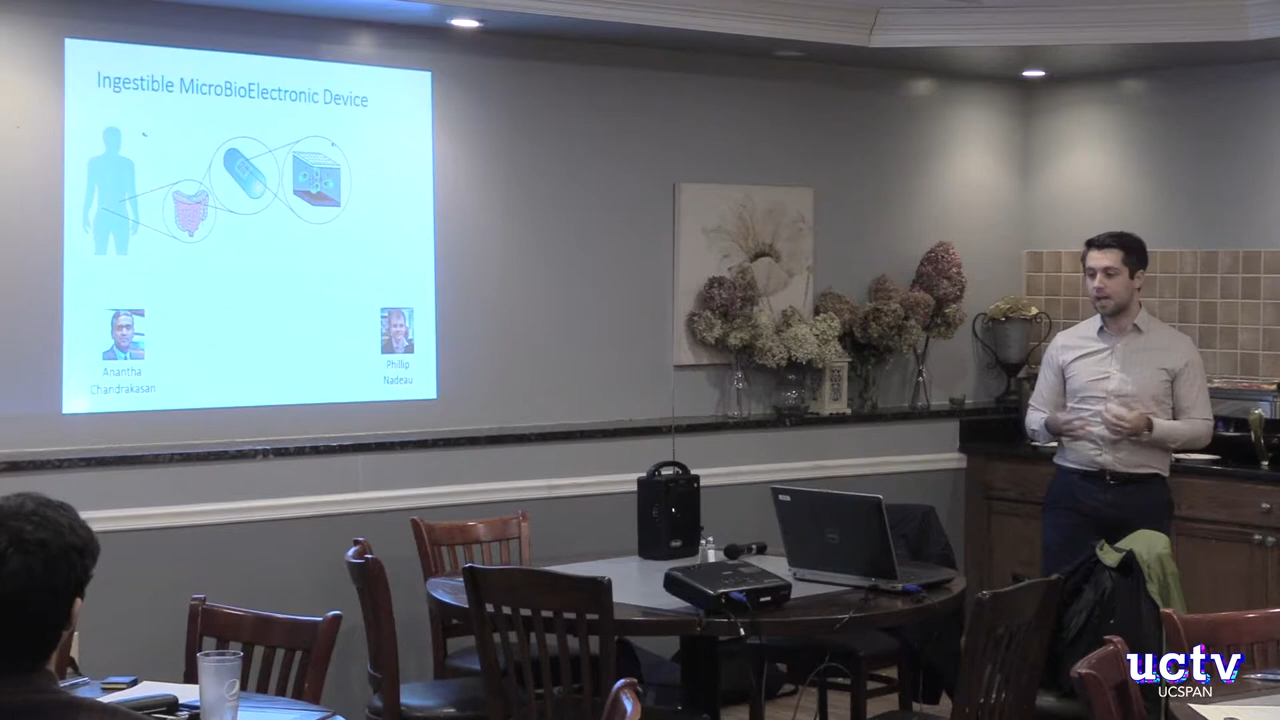 Ingestible MicroBioElectronic Device
Anantha
Chandrakasan
Phillip
Nadeau
uctv
UCSPAN